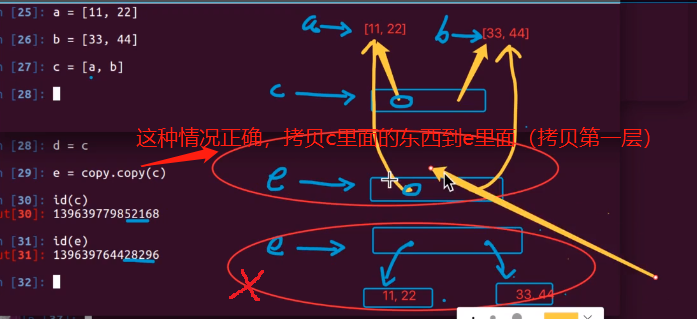 [25]: a = [11, 22]
[26]: b = [33, 44]
[27]: c = [a, b]
[28]:
a
[11, 22]
b
[33, 44]
c
[28]: d = c
这种情况正确，拷贝c里面的东西到e里面（拷贝第一层）
[29]: e = copy.copy(c)
e
[30]: id(c)
ut[30]: 139639779852168
[31]: id(e)
ut[31]: 139639764428296
[32]:
e
11, 22
33, 44